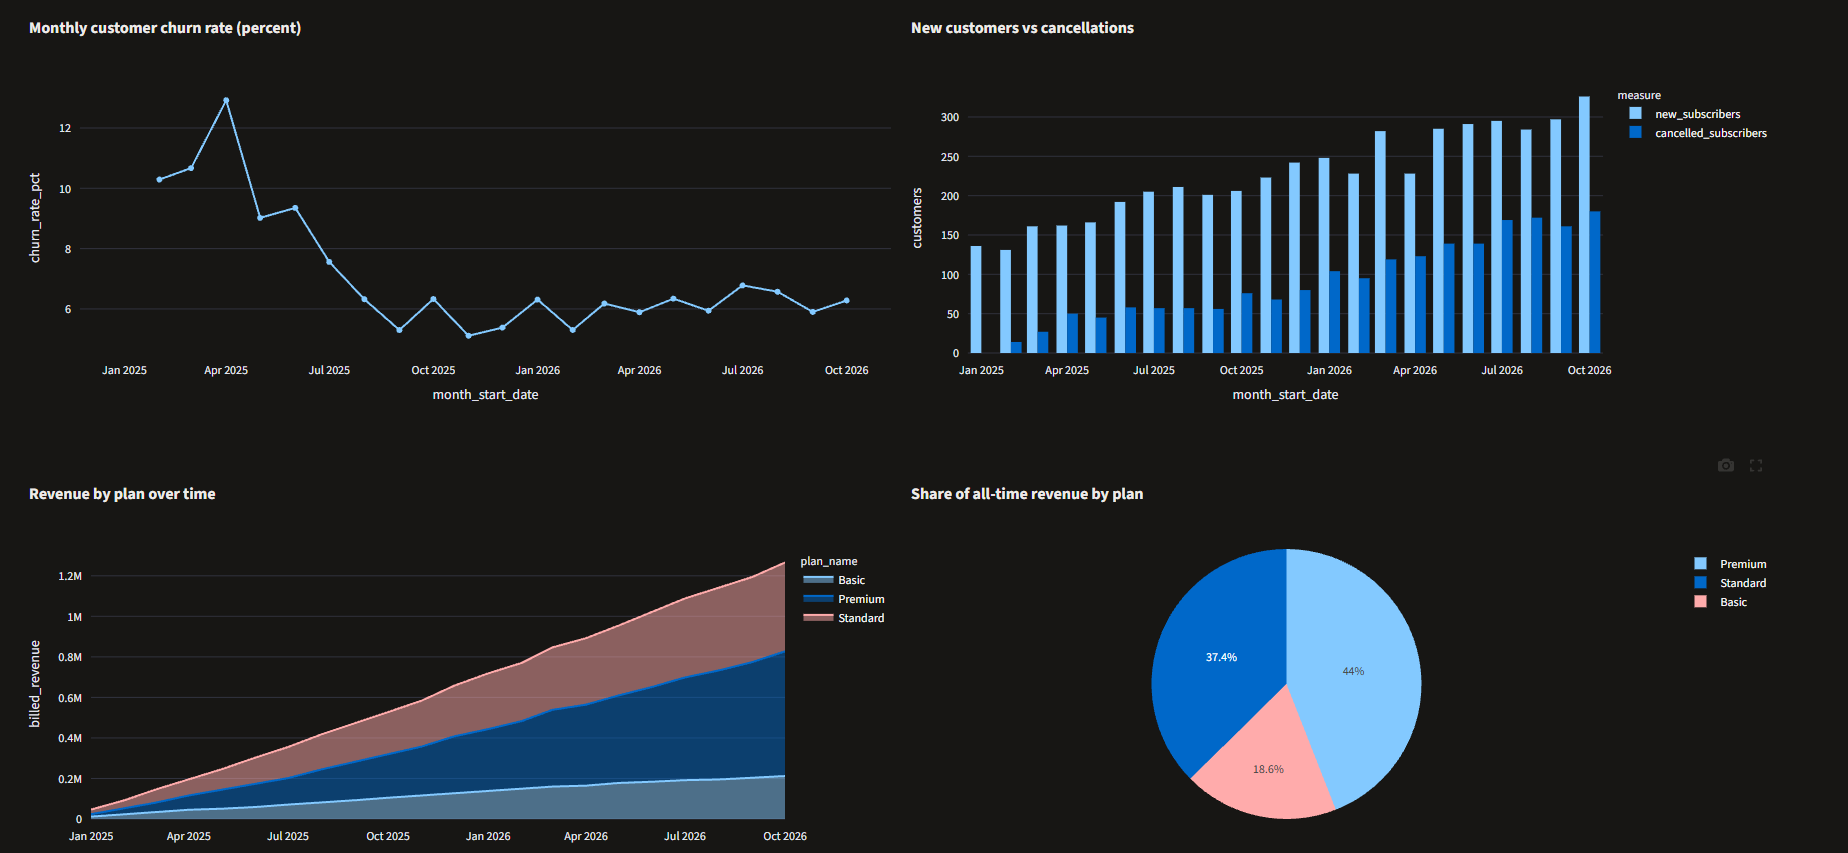 Monthly customer churn rate (percent)
churn_rate_pct
12
10
8
6
Jan 2025 Apr 2025 Jul 2025 Oct 2025 Jan 2026 Apr 2026 Jul 2026 Oct 2026
month_start_date
New customers vs cancellations
measure
new_subscribers
cancelled_subscribers
customers
300
250
200
150
100
50
0
Jan 2025 Apr 2025 Jul 2025 Oct 2025 Jan 2026 Apr 2026 Jul 2026 Oct 2026
month_start_date
Revenue by plan over time
plan_name
Basic
Premium
Standard
billed_revenue
1.2M
1M
0.8M
0.6M
0.4M
0.2M
0
Jan 2025 Apr 2025 Jul 2025 Oct 2025 Jan 2026 Apr 2026 Jul 2026 Oct 2026
Share of all-time revenue by plan
Premium
Standard
Basic
37.4%
44%
18.6%